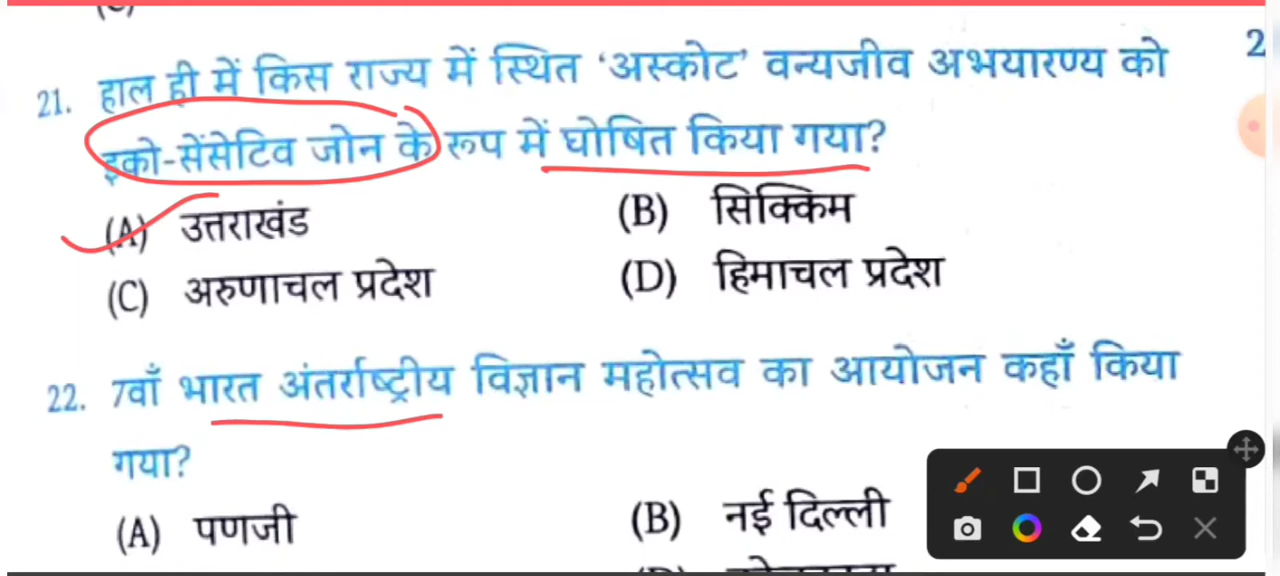 21. हाल ही में किस राज्य में स्थित ‘अस्कोट’ वन्यजीव अभयारण्य को
इको-सेंसेटिव जोन के रूप में घोषित किया गया?
(A) उत्तराखंड (B) सिक्किम
(C) अरुणाचल प्रदेश (D) हिमाचल प्रदेश
22. 7वाँ भारत अंतर्राष्ट्रीय विज्ञान महोत्सव का आयोजन कहाँ किया
गया?
(A) पणजी (B) नई दिल्ली
2